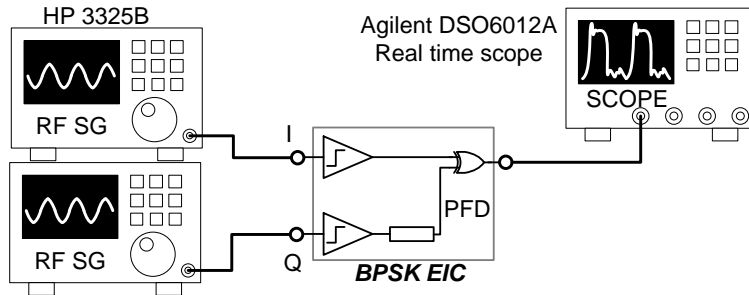 HP 3325B
Agilent DSO6012A
Real time scope
RF SG
SCOPE
I
PFD
RF SG
Q
BPSK EIC